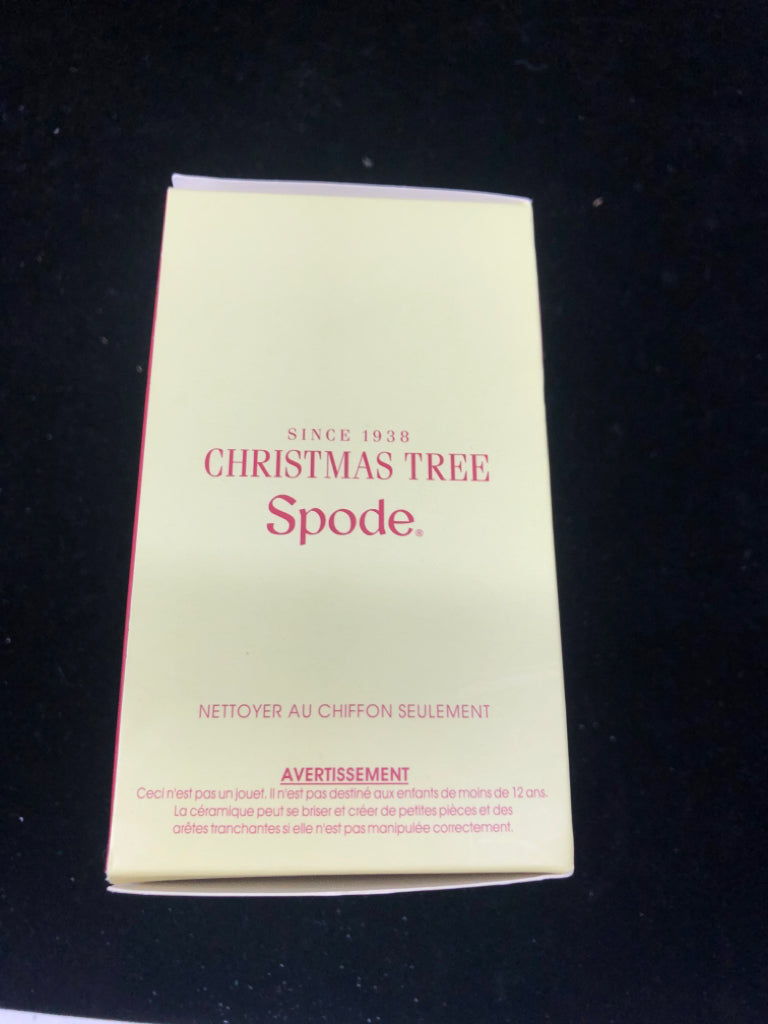 SINCE 1938
CHRISTMAS TREE
Spode®
NETTOYER AU CHIFFON SEULEMENT
AVERTISSEMENT
Ceci n'est pas un jouet. Il n'est pas destiné aux enfants de moins de 12 ans.
La céramique peut se briser et créer de petites pièces et des
arêtes tranchantes si elle n'est pas manipulée correctement.